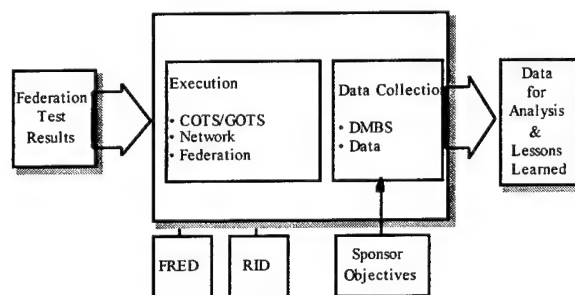 Federation
Test
Results
Execution
• COTS/GOTS
• Network
• Federation
Data Collection
• DMBS
• Data
Data
for
Analysis
&
Lessons
Learned
FRED
RID
Sponsor
Objectives